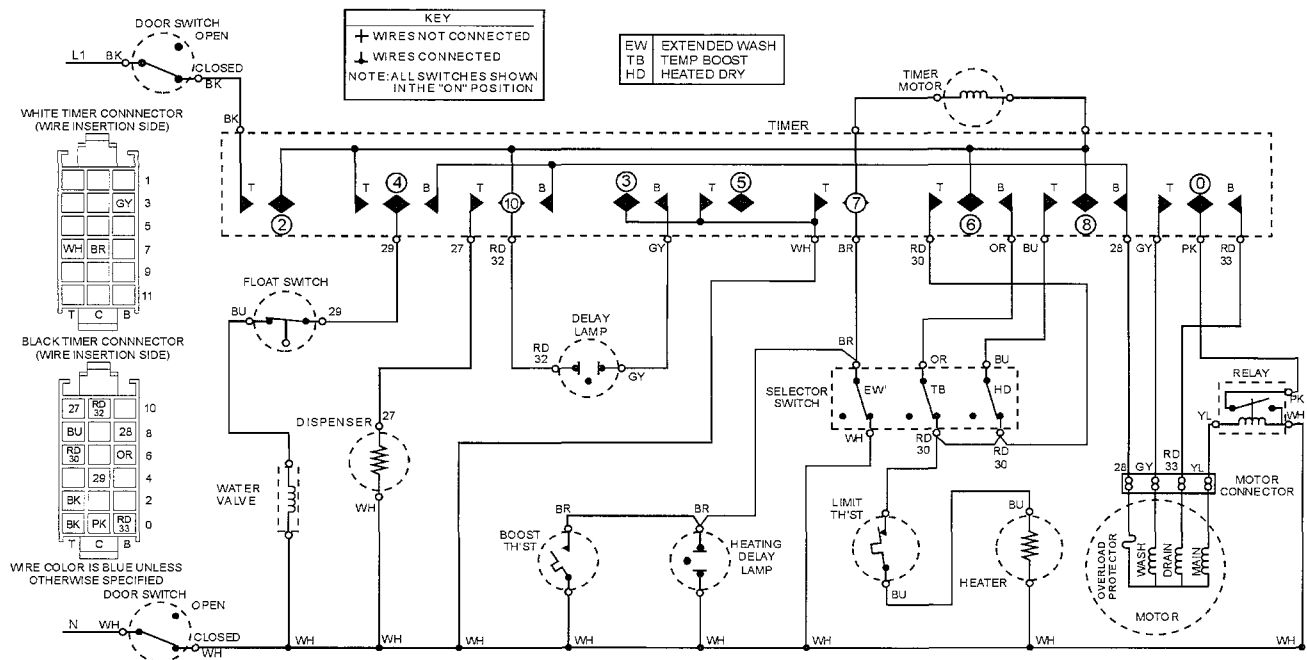 DOOR SWITCH
OPEN
L1
BK
CLOSED
BK
KEY
WIRES NOT CONNECTED
WIRES CONNECTED
NOTE: ALL SWITCHES SHOWN
IN THE "ON" POSITION
EW EXTENDED WASH
TB TEMP BOOST
HD HEATED DRY
TIMER
MOTOR
WHITE TIMER CONNNECTOR
(WIRE INSERTION SIDE)
BK
TIMER
1
GY 3
5
WH BR 7
9
11
T C B
T 2
T 4 B
T 10 B
3 B
T 5
T 7
T 6 B
T 8 B
T 0 B
29
27
RD
32
GY
WH
BR
RD
30
OR
BU
28
GY
PK
RD
33
FLOAT SWITCH
BU
29
DELAY
LAMP
RD
32
GY
BLACK TIMER CONNNECTOR
(WIRE INSERTION SIDE)
27 RD
32 10
BU 28 8
RD
30 OR 6
29 4
BK 2
BK PK RD
33 0
T C B
WIRE COLOR IS BLUE UNLESS
OTHERWISE SPECIFIED
BR
OR
BU
SELECTOR
SWITCH
EW'
TB
HD
WH
RD
30
RD
30
RELAY
PK
YL
WH
DISPENSER
27
WH
WATER
VALVE
BOOST
TH'ST
BR
BR
HEATING
DELAY
LAMP
LIMIT
TH'ST
BU
BU
HEATER
28
GY
RD
33
YL
MOTOR
CONNECTOR
OVERLOAD
PROTECTOR
WASH
DRAIN
MAIN
MOTOR
DOOR SWITCH
OPEN
N
WH
CLOSED
WH
WH
WH
WH
WH
WH
WH
WH
WH